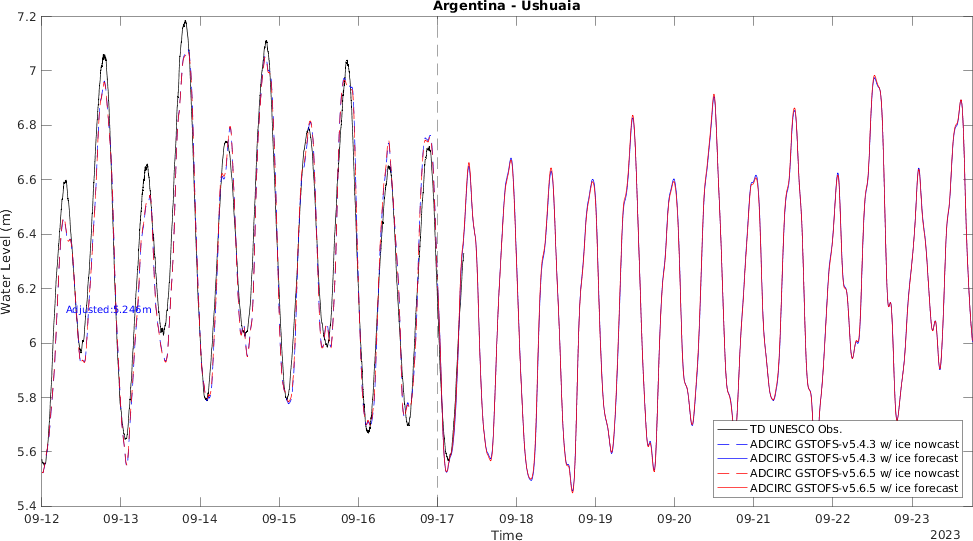 Argentina - Ushuaia
7.2
7
6.8
6.6
6.4
6.2
6
5.8
5.6
5.4
Water Level (m)
Adjusted:5.246m
TD UNESCO Obs.
ADCIRC GSTOFS-v5.4.3 w/ ice nowcast
ADCIRC GSTOFS-v5.4.3 w/ ice forecast
ADCIRC GSTOFS-v5.6.5 w/ ice nowcast
ADCIRC GSTOFS-v5.6.5 w/ ice forecast
09-12 09-13 09-14 09-15 09-16 09-17 09-18 09-19 09-20 09-21 09-22 09-23
Time
2023